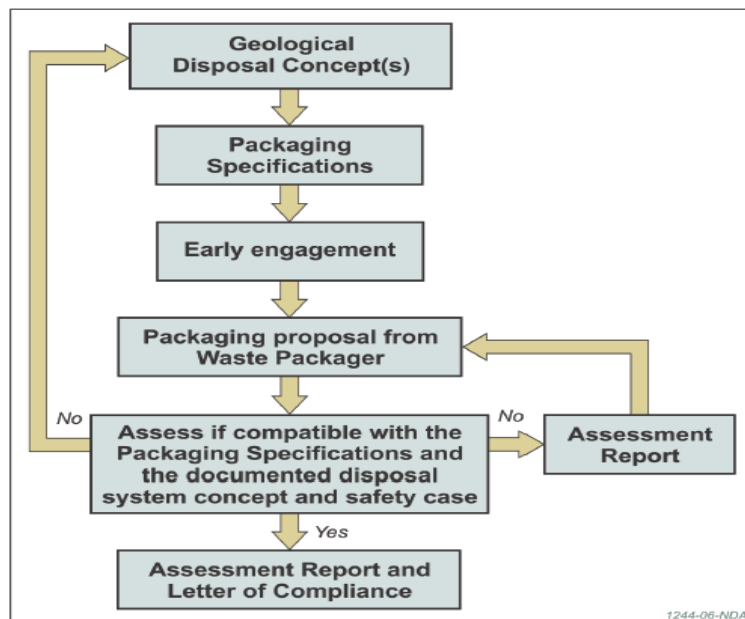 Geological
Disposal Concept(s)
Packaging
Specifications
Early engagement
Packaging proposal from
Waste Packager
No
Assess if compatible with the
Packaging Specifications and
the documented disposal
system concept and safety case
No
Assessment
Report
Yes
Assessment Report and
Letter of Compliance
1244-06-NDA